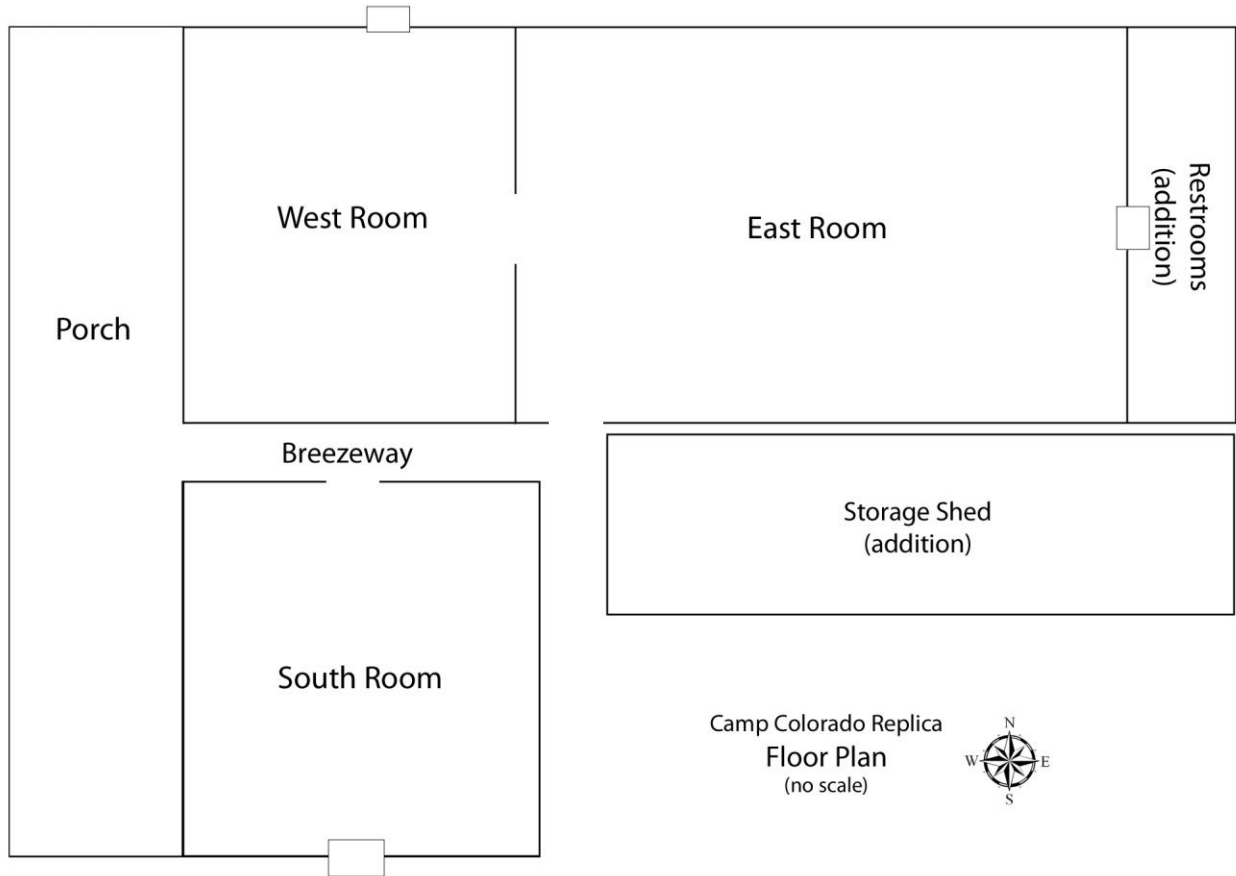 West Room
East Room
Restrooms
(addition)
Porch
Breezeway
Storage Shed
(addition)
South Room
Camp Colorado Replica
Floor Plan
(no scale)
N
W
E
S